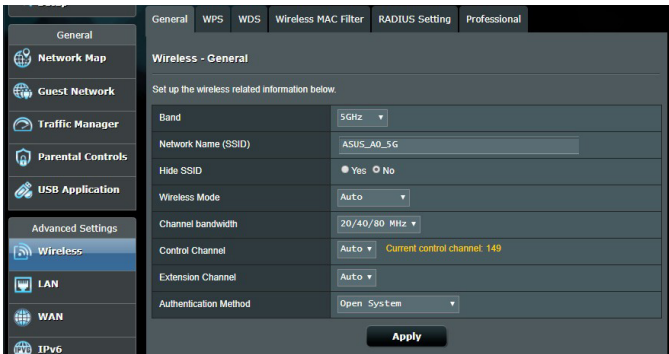 General WPS WDS Wireless MAC Filter RADIUS Setting Professional
General
Network Map
Guest Network
Traffic Manager
Parental Controls
USB Application
Advanced Settings
Wireless
LAN
WAN
IPv6
Wireless - General
Set up the wireless related information below.
Band 5GHz
Network Name (SSID) ASUS_A0_5G
Hide SSID Yes No
Wireless Mode Auto
Channel bandwidth 20/40/80 MHz
Control Channel Auto Current control channel: 149
Extension Channel Auto
Authentication Method Open System
Apply